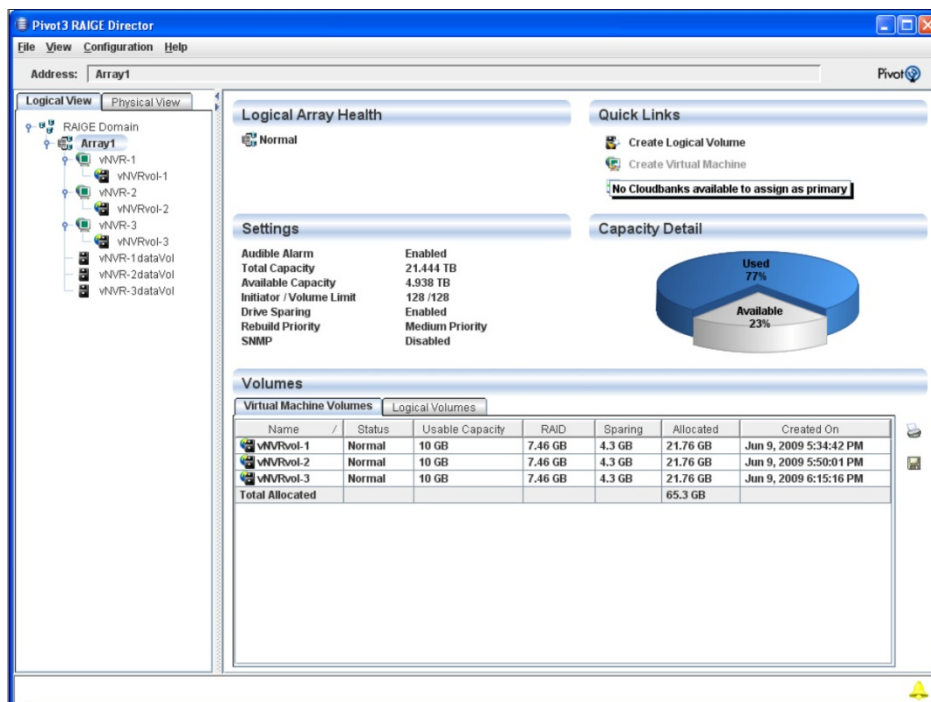 Pivot3 RAIGE Director
File View Configuration Help
Address: Array1
Pivot3
Logical View Physical View
RAIGE Domain
Array1
vNVR-1
vNVRvol-1
vNVR-2
vNVRvol-2
vNVR-3
vNVRvol-3
vNVR-1dataVol
vNVR-2dataVol
vNVR-3dataVol
Logical Array Health
Normal
Quick Links
Create Logical Volume
Create Virtual Machine
No Cloudbanks available to assign as primary
Settings
Audible Alarm Enabled
Total Capacity 21.444 TB
Available Capacity 4.938 TB
Initiator / Volume Limit 128 /128
Drive Sparing Enabled
Rebuild Priority Medium Priority
SNMP Disabled
Capacity Detail
Used
77%
Available
23%
Volumes
Virtual Machine Volumes Logical Volumes
Name / Status Usable Capacity RAID Sparing Allocated Created On
vNVRvol-1 Normal 10 GB 7.46 GB 4.3 GB 21.76 GB Jun 9, 2009 5:34:42 PM
vNVRvol-2 Normal 10 GB 7.46 GB 4.3 GB 21.76 GB Jun 9, 2009 5:50:01 PM
vNVRvol-3 Normal 10 GB 7.46 GB 4.3 GB 21.76 GB Jun 9, 2009 6:15:16 PM
Total Allocated 65.3 GB